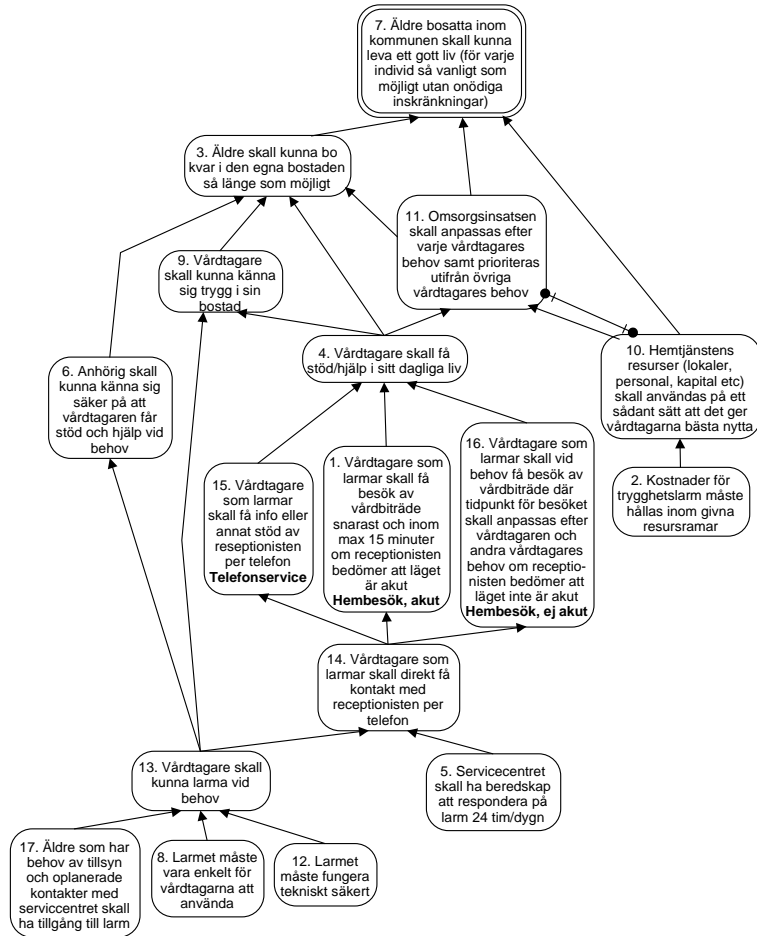 7. Äldre bosatta inom
kommunen skall kunna
leva ett gott liv (för
varje individ så vanligt som
möjligt utan onödiga
inskränkningar)
3. Äldre skall kunna bo
kvar i den egna bostaden
så länge som möjligt
11. Omsorgsinsatsen
skall anpassas efter
varje vårdtagares
behov samt prioriteras
utifrån övriga
vårdtagares behov
9. Vårdtagare
skall kunna känna
sig trygg i sin
bostad
4. Vårdtagare skall få
stöd/hjälp i sitt dagliga liv
10. Hemtjänstens
resurser (lokaler,
personal, kapital etc)
skall användas på ett
sådant sätt att det ger
vårdtagarna bästa nytta
6. Anhörig skall
kunna känna sig
säker på att
vårdtagaren får
stöd och hjälp vid
behov
15. Vårdtagare
som larmar
skall få info eller
annat stöd av
reseptionisten
per telefon
Telefonservice
1. Vårdtagare som
larmar skall få
besök av
vårdbiträde
snarast och inom
max 15 minuter
om receptionisten
bedömer att läget
är akut
Hembesök, akut
16. Vårdtagare som
larmar skall vid
behov få besök av
vårdbiträde där
tidpunkt för besöket
skall anpassas efter
vårdtagaren och
andra vårdtagares
behov om receptio-
nisten bedömer att
läget inte är akut
Hembesök, ej akut
2. Kostnader för
trygghetslarm måste
hållas inom givna
resursramar
14. Vårdtagare som
larmar skall direkt få
kontakt med
receptionisten per
telefon
13. Vårdtagare skall
kunna larma vid
behov
5. Servicecentret
skall ha beredskap
att respondera på
larm 24 tim/dygn
17. Äldre som har
behov av tillsyn
och oplanerade
kontakter med
serviccentret skall
ha tillgång till larm
8. Larmet måste
vara enkelt för
vårdtagarna att
använda
12. Larmet
måste fungera
tekniskt säkert